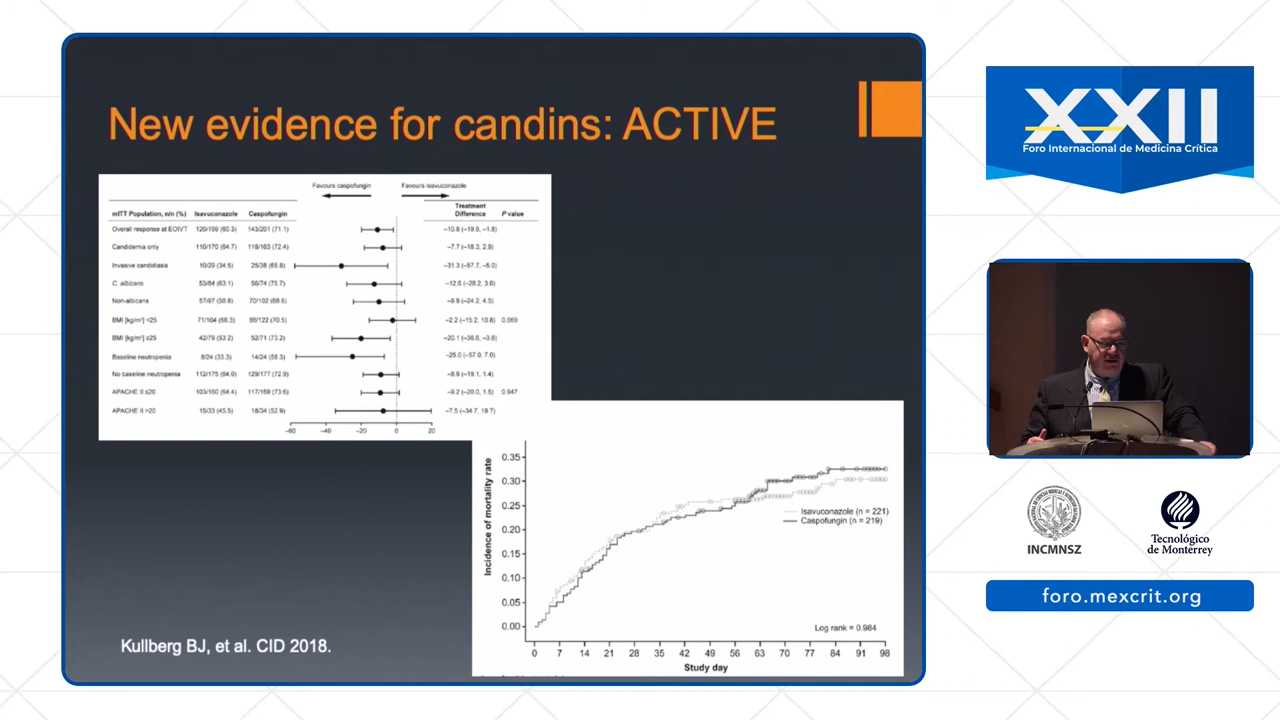 New evidence for candins: ACTIVE
Favours caspofungin Favours isavuconazole
mITT Population, n/n (%) Isavuconazole Caspofungin Treatment Difference P value
Overall response at EOIVT 120/199 (60.3) 143/201 (71.1) −10.8 (−19.9, −1.8)
Candidemia only 110/170 (64.7) 118/163 (72.4) −7.7 (−18.3, 2.9)
Invasive candidiasis 10/29 (34.5) 25/38 (65.8) −31.3 (−57.7, −5.0)
C. albicans 53/84 (63.1) 56/74 (75.7) −12.6 (−28.2, 3.0)
Non-albicans 57/97 (58.8) 70/102 (68.6) −9.9 (−24.2, 4.5)
BMI [kg/m²] <25 71/104 (68.3) 86/122 (70.5) −2.2 (−15.2, 10.8) 0.069
BMI [kg/m²] ≥25 42/79 (53.2) 52/71 (73.2) −20.1 (−36.6, −3.6)
Baseline neutropenia 8/24 (33.3) 14/24 (58.3) −25.0 (−57.0, 7.0)
No baseline neutropenia 112/175 (64.0) 129/177 (72.9) −8.9 (−19.1, 1.4)
APACHE II ≤20 103/160 (64.4) 117/159 (73.6) −9.2 (−20.0, 1.5) 0.947
APACHE II >20 15/33 (45.5) 18/34 (52.9) −7.5 (−34.7, 19.7)
−60 −40 −20 0 20
Incidence of mortality rate
0.35
0.30
0.25
0.20
0.15
0.10
0.05
0.00
Isavuconazole (n = 221)
Caspofungin (n = 219)
Log rank = 0.984
0 7 14 21 28 35 42 49 56 63 70 77 84 91 98
Study day
Kullberg BJ, et al. CID 2018.
XXII
Foro Internacional de Medicina Crítica
INCMNSZ
Tecnológico
de Monterrey
foro.mexcrit.org